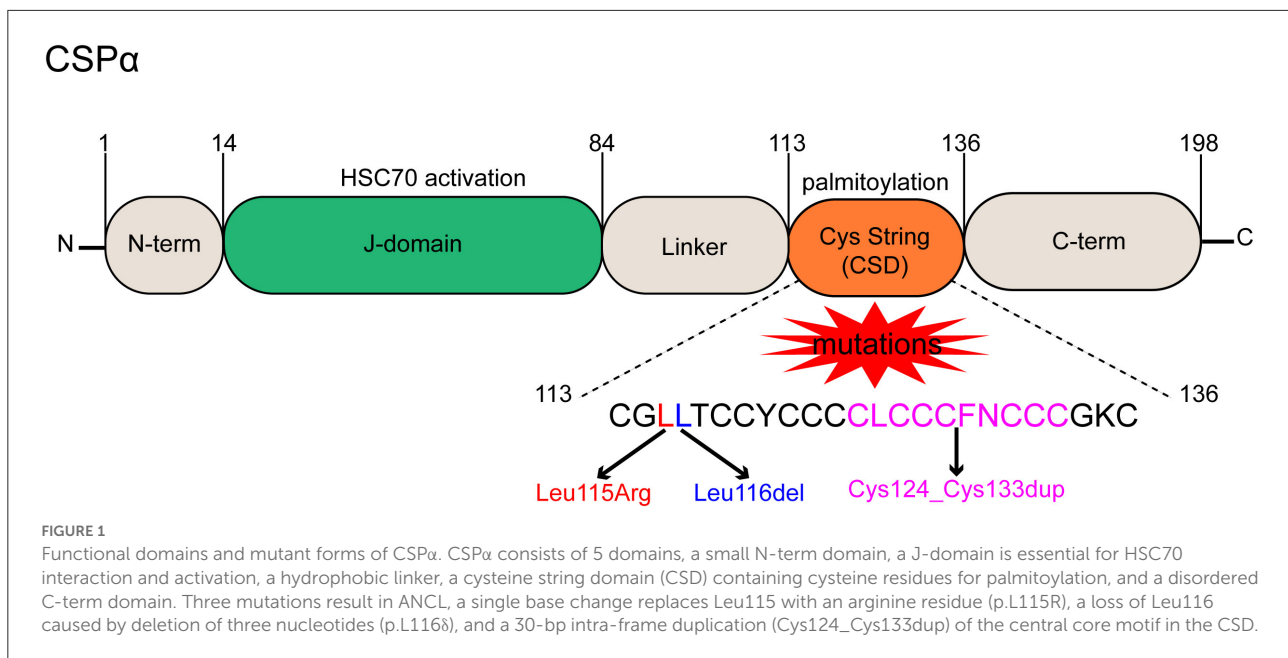 CSPα
1 14 84 113 136 198
HSC70 activation palmitoylation
N N-term J-domain Linker Cys String (CSD) C-term C
mutations
113 136
CGLLTCCYCCCCLCCCFNCCCGKC
Leu115Arg Leu116del Cys124_Cys133dup
FIGURE 1
Functional domains and mutant forms of CSPα. CSPα consists of 5 domains, a small N-term domain, a J-domain is essential for HSC70
interaction and activation, a hydrophobic linker, a cysteine string domain (CSD) containing cysteine residues for palmitoylation, and a disordered
C-term domain. Three mutations result in ANCL, a single base change replaces Leu115 with an arginine residue (p.L115R), a loss of Leu116
caused by deletion of three nucleotides (p.L116δ), and a 30-bp intra-frame duplication (Cys124_Cys133dup) of the central core motif in the CSD.